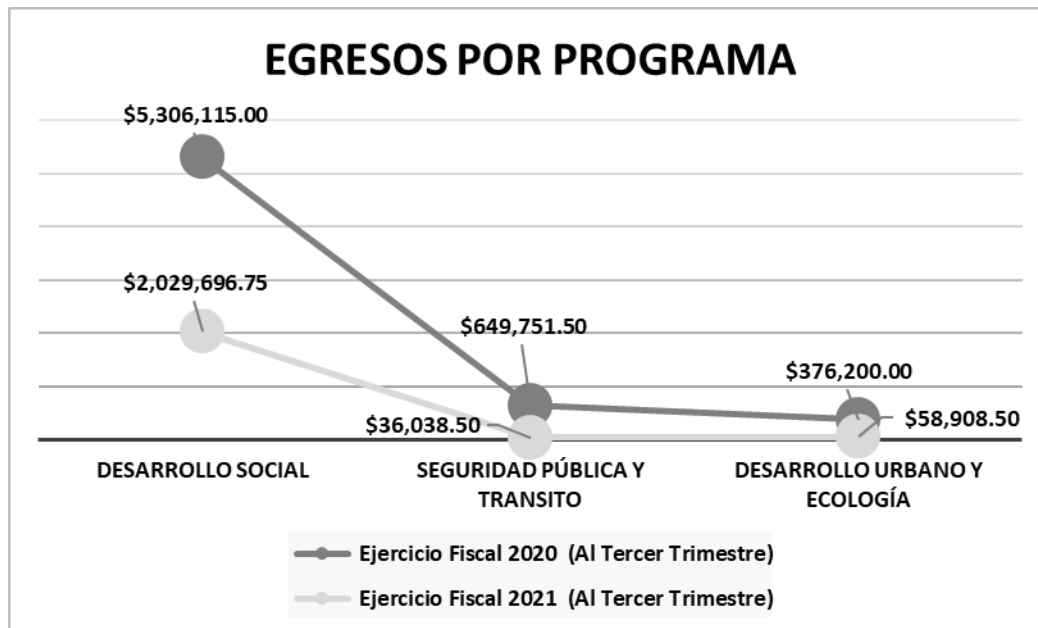 EGRESOS POR PROGRAMA
$5,306,115.00
$2,029,696.75
$649,751.50
$376,200.00
$36,038.50
$58,908.50
DESARROLLO SOCIAL
SEGURIDAD PÚBLICA Y
TRANSITO
DESARROLLO URBANO Y
ECOLOGÍA
Ejercicio Fiscal 2020 (Al Tercer Trimestre)
Ejercicio Fiscal 2021 (Al Tercer Trimestre)